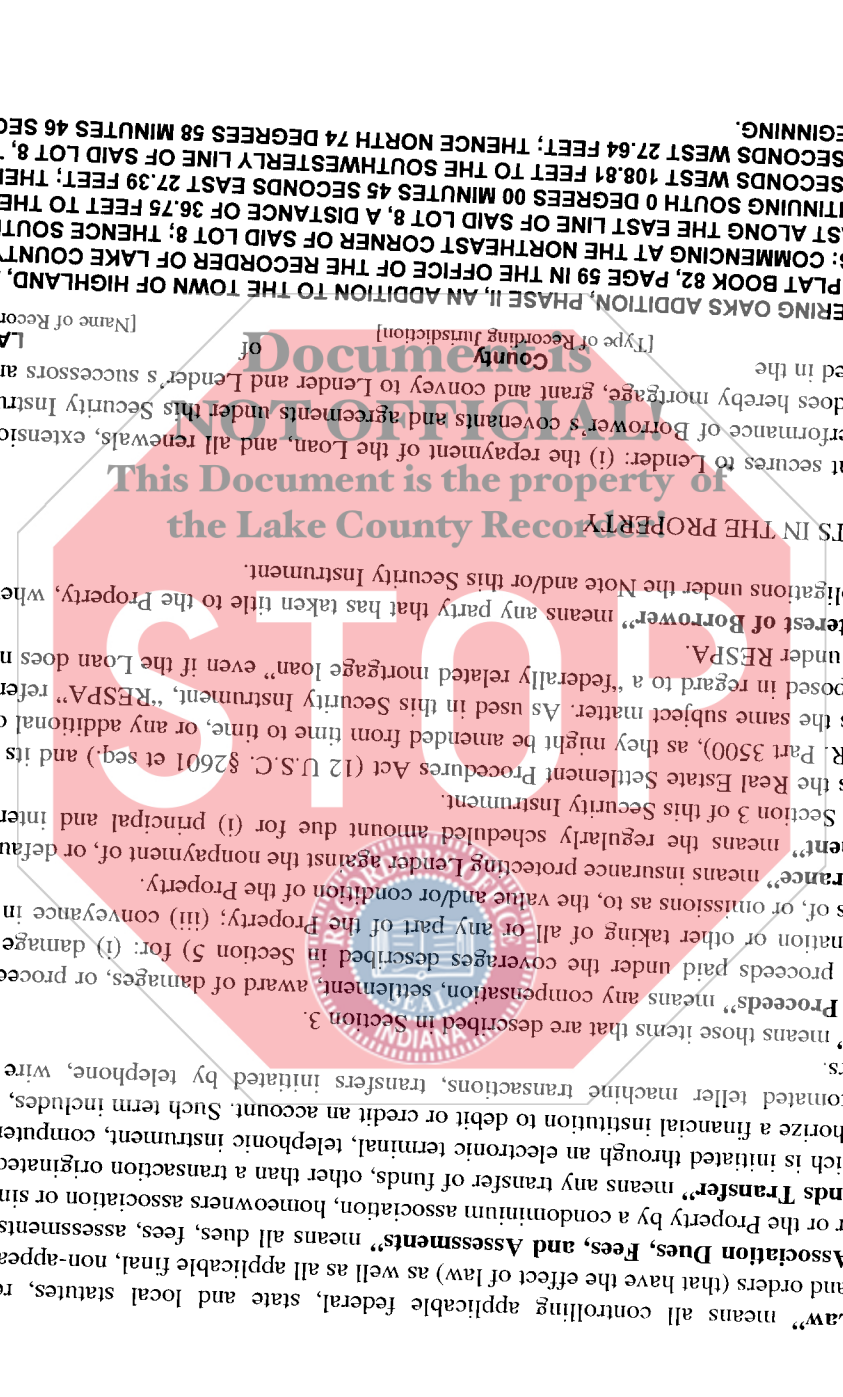 aw” means all controlling applicable federal, state and local statutes, re
and orders (that have the effect of law) as well as all applicable final, non-appea
Association Dues, Fees, and Assessments” means all dues, fees, assessments
r or the Property by a condominium association, homeowners association or sim
nds Transfer” means any transfer of funds, other than a transaction originated
ich is initiated through an electronic terminal, telephonic instrument, computer
horize a financial institution to debit or credit an account. Such term includes,
tomated teller machine transactions, transfers initiated by telephone, wire
rs.
” means those items that are described in Section 3.
Proceeds” means any compensation, settlement, award of damages, or procee
proceeds paid under the coverages described in Section 5) for: (i) damage
nation or other taking of all or any part of the Property; (iii) conveyance in
s of, or omissions as to, the value and/or condition of the Property.
rance” means insurance protecting Lender against the nonpayment of, or defau
ent” means the regularly scheduled amount due for (i) principal and inter
Section 3 of this Security Instrument.
s the Real Estate Settlement Procedures Act (12 U.S.C. §2601 et seq.) and its
R. Part 3500), as they might be amended from time to time, or any additional o
s the same subject matter. As used in this Security Instrument, “RESPA” refer
posed in regard to a “federally related mortgage loan” even if the Loan does n
under RESPA.
terest of Borrower” means any party that has taken title to the Property, whe
ligations under the Note and/or this Security Instrument.
TS IN THE PROPERTY
nt secures to Lender: (i) the repayment of the Loan, and all renewals, extensio
erformance of Borrower’s covenants and agreements under this Security Instru
does hereby mortgage, grant and convey to Lender and Lender’s successors an
ed in the County of LA
[Type of Recording Jurisdiction] [Name of Recor
ERING OAKS ADDITION, PHASE II, AN ADDITION TO THE TOWN OF HIGHLAND,
PLAT BOOK 82, PAGE 59 IN THE OFFICE OF THE RECORDER OF LAKE COUNTY
S: COMMENCING AT THE NORTHEAST CORNER OF SAID LOT 8; THENCE SOUT
AST ALONG THE EAST LINE OF SAID LOT 8, A DISTANCE OF 36.75 FEET TO THE
TINUING SOUTH 0 DEGREES 00 MINUTES 45 SECONDS EAST 27.39 FEET; THE
SECONDS WEST 108.81 FEET TO THE SOUTHWESTERLY LINE OF SAID LOT 8,
SECONDS WEST 27.64 FEET; THENCE NORTH 74 DEGREES 58 MINUTES 46 SEC
EGINNING.
Document is
NOT OFFICIAL!
This Document is the property of
the Lake County Recorder!
STOP
RECORDER'S OFFICE
SEAL
INDIANA